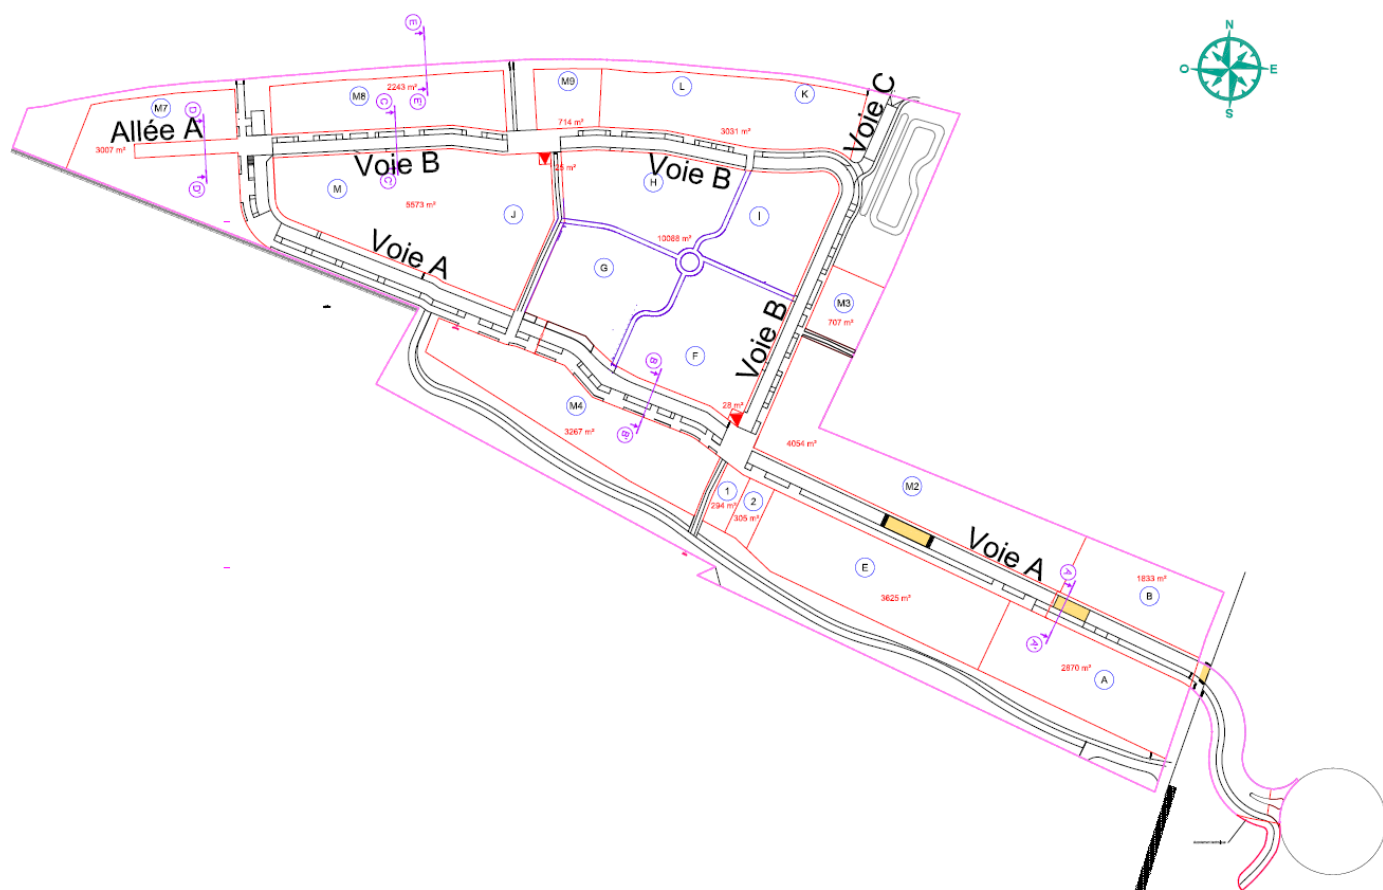 E
N
O
E
S
M7
D
Allée A
3007 m²
D'
M8
2243 m²
C
E'
M9
714 m²
L
K
3031 m²
Voie C
Voie B
C'
M
5573 m²
J
25 m²
H
Voie B
I
10088 m²
Voie A
G
F
Voie B
M3
707 m²
B
B'
28 m²
M4
3267 m²
4054 m²
1
294 m²
2
305 m²
M2
Voie A
E
3625 m²
A
A'
1833 m²
B
2870 m²
A